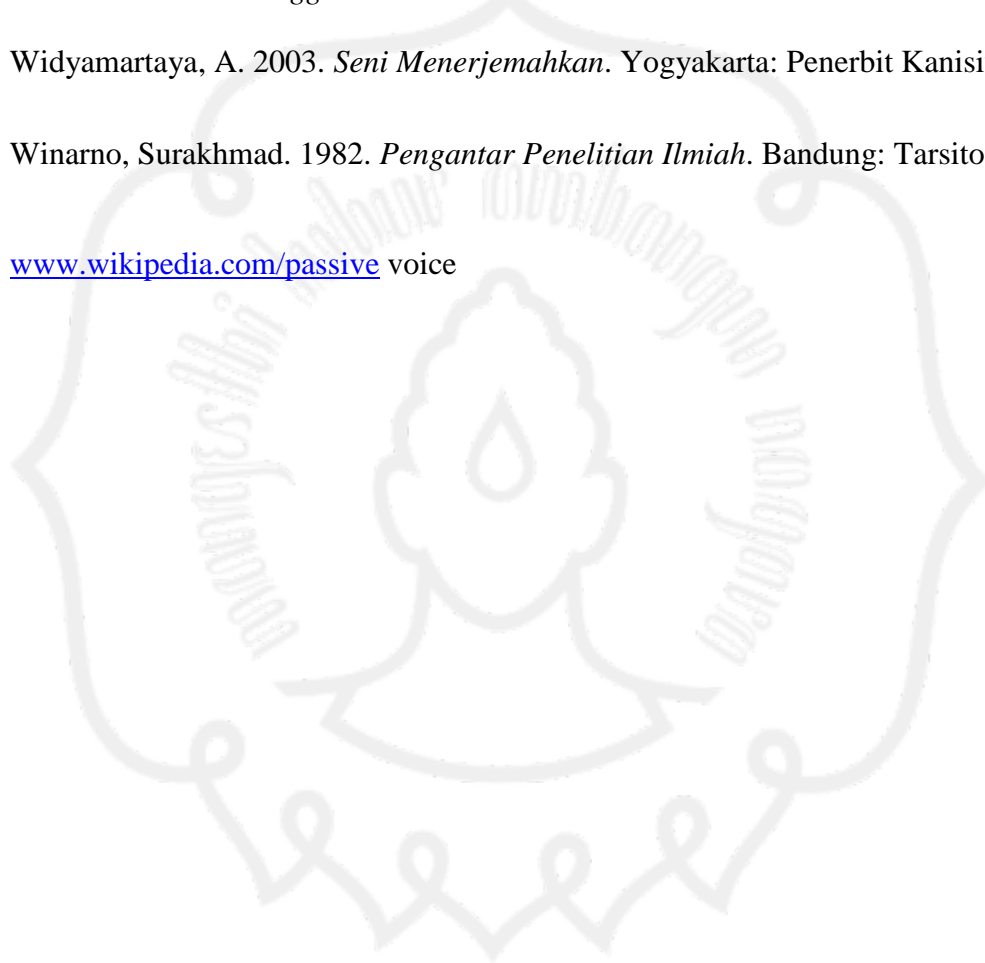 Widyamartaya, A. 2003. Seni Menerjemahkan. Yogyakarta: Penerbit Kanisi
Winarno, Surakhmad. 1982. Pengantar Penelitian Ilmiah. Bandung: Tarsito
www.wikipedia.com/passive voice